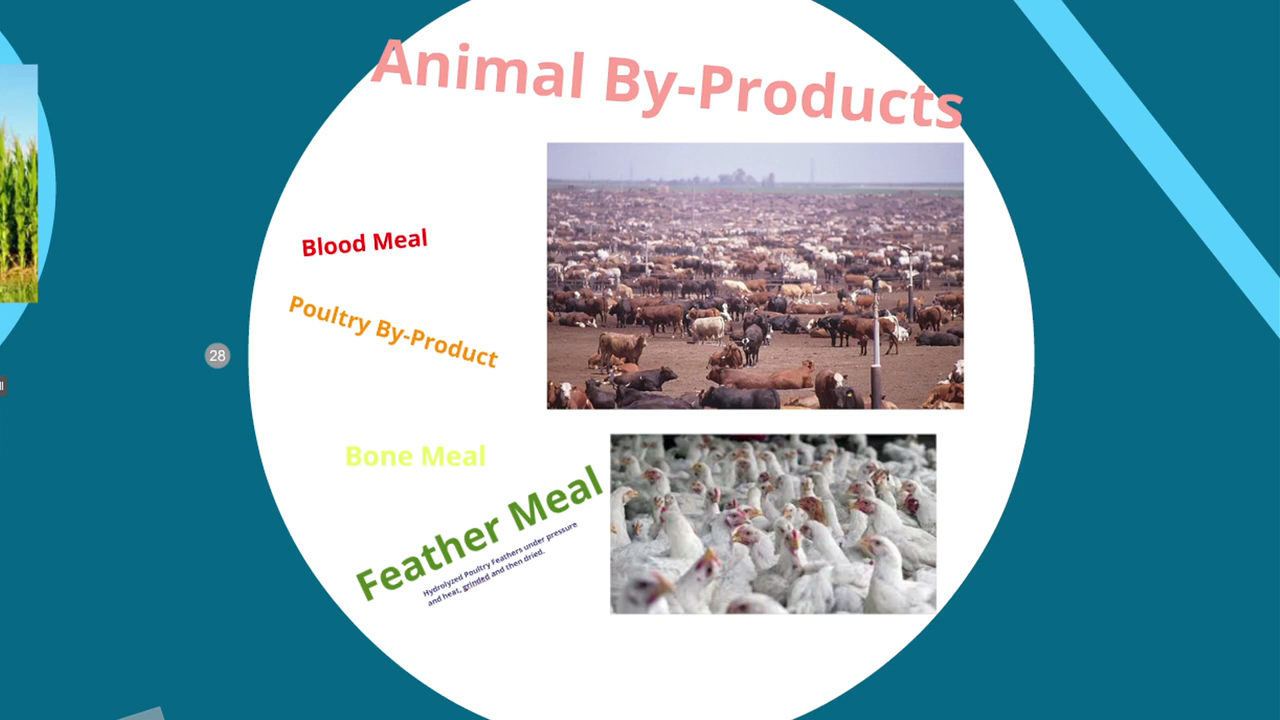 Animal By-Products
Blood Meal
Poultry By-Product
28
Bone Meal
Feather Meal
Hydrolyzed Poultry Feathers under pressure
and heat, grinded and then dried.